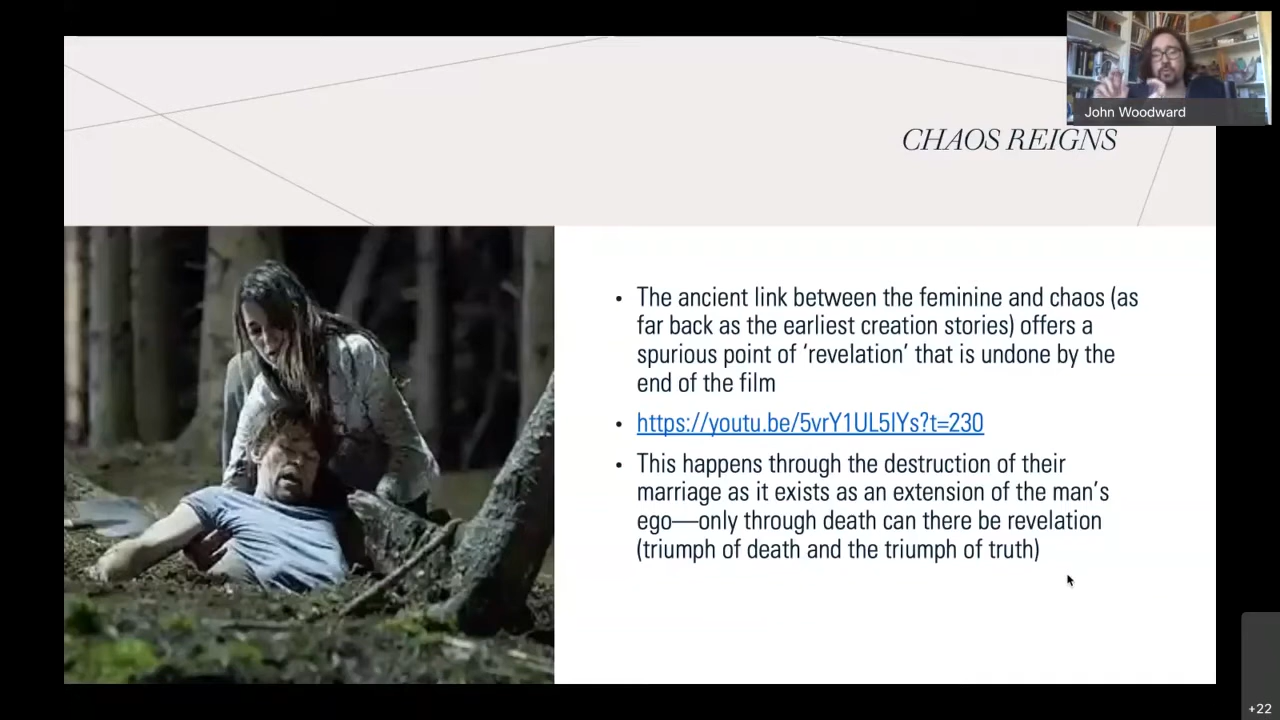 John Woodward
CHAOS REIGNS
• The ancient link between the feminine and chaos (as
far back as the earliest creation stories) offers a
spurious point of ‘revelation’ that is undone by the
end of the film
• https://youtu.be/5vrY1UL5lYs?t=230
• This happens through the destruction of their
marriage as it exists as an extension of the man’s
ego—only through death can there be revelation
(triumph of death and the triumph of truth)
+22